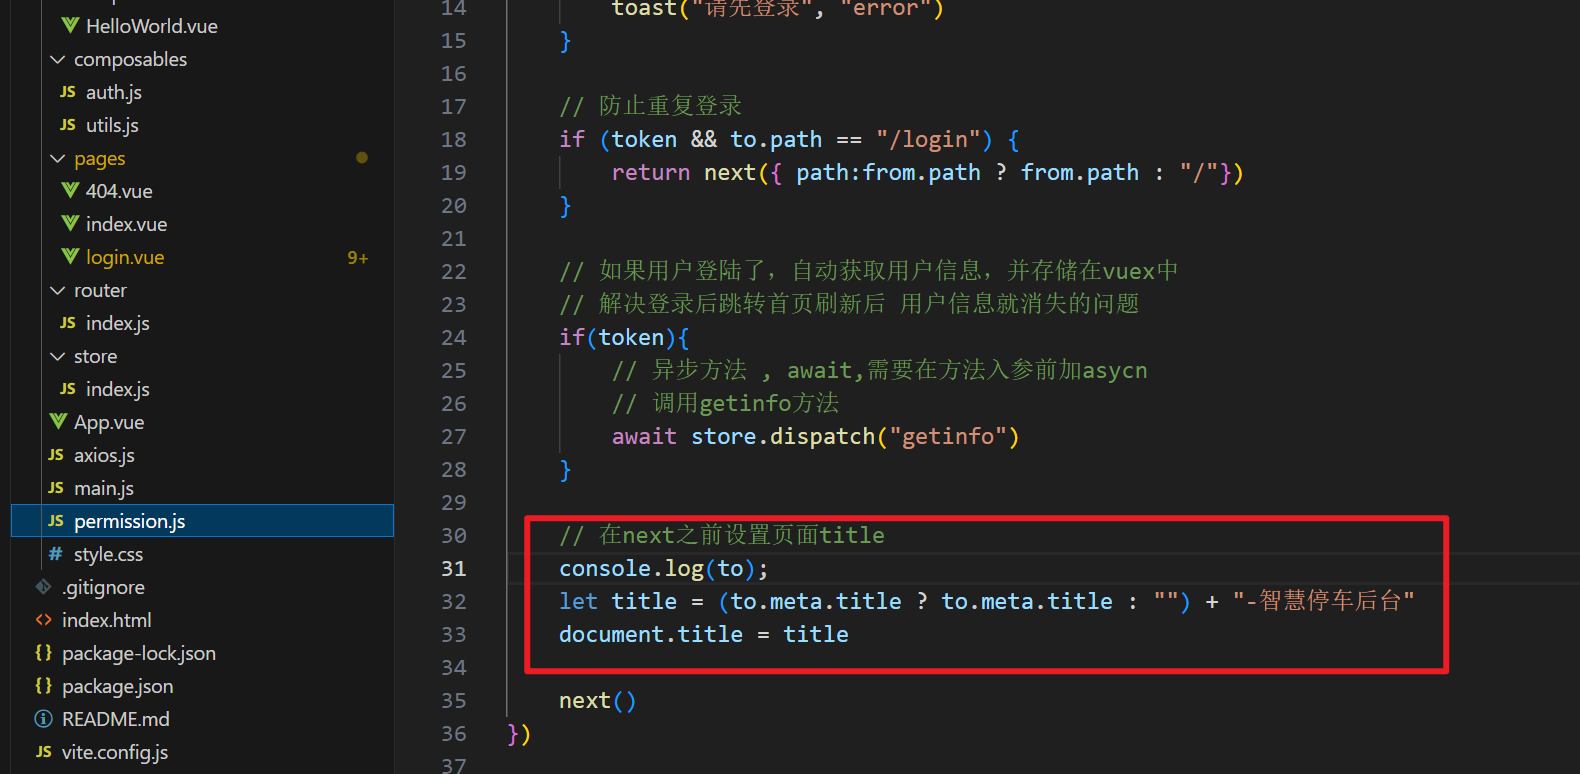 HelloWorld.vue
composables
JS auth.js
JS utils.js
pages
404.vue
index.vue
login.vue 9+
router
JS index.js
store
JS index.js
App.vue
JS axios.js
JS main.js
JS permission.js
# style.css
.gitignore
<> index.html
{} package-lock.json
{} package.json
README.md
JS vite.config.js
14 toast("请先登录", "error")
15 }
16
17 // 防止重复登录
18 if (token && to.path == "/login") {
19 return next({ path:from.path ? from.path : "/"})
20 }
21
22 // 如果用户登陆了，自动获取用户信息，并存储在vuex中
23 // 解决登录后跳转首页刷新后 用户信息就消失的问题
24 if(token){
25 // 异步方法 , await,需要在方法入参前加asycn
26 // 调用getinfo方法
27 await store.dispatch("getinfo")
28 }
29
30 // 在next之前设置页面title
31 console.log(to);
32 let title = (to.meta.title ? to.meta.title : "") + "-智慧停车后台"
33 document.title = title
34
35 next()
36 })
37